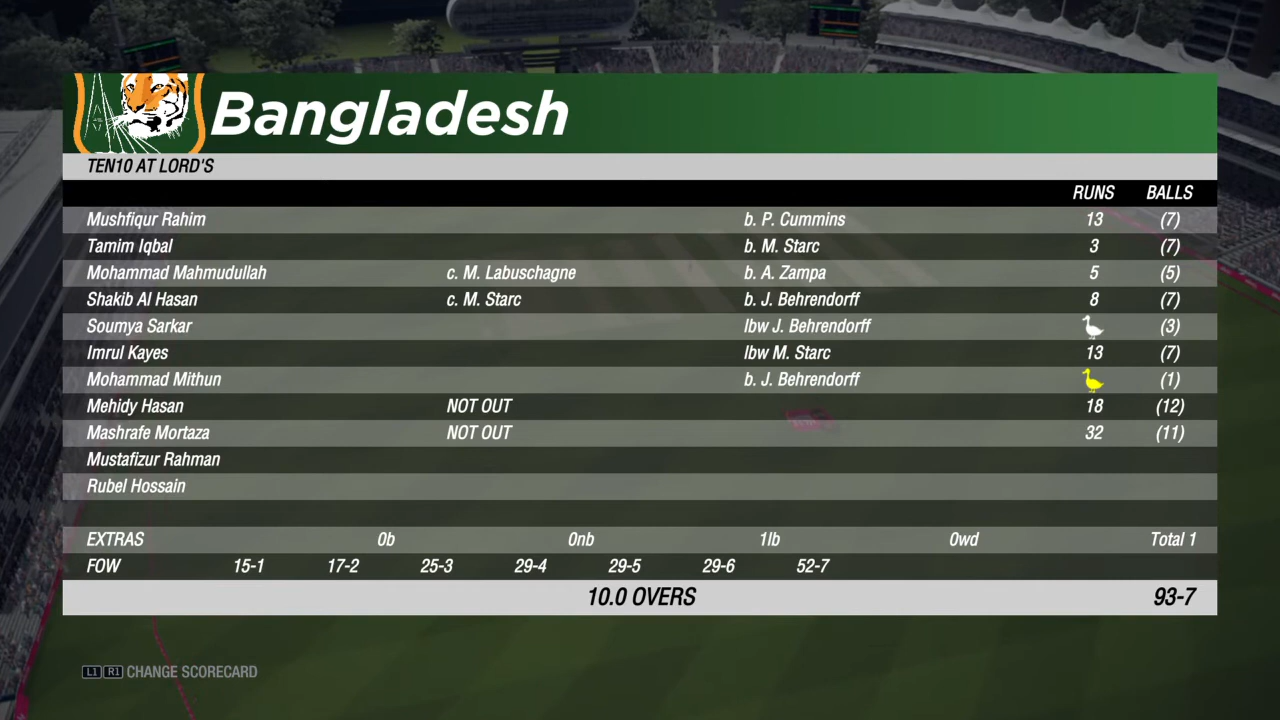 Bangladesh
TEN10 AT LORD'S
RUNS BALLS
Mushfiqur Rahim b. P. Cummins 13 (7)
Tamim Iqbal b. M. Starc 3 (7)
Mohammad Mahmudullah c. M. Labuschagne b. A. Zampa 5 (5)
Shakib Al Hasan c. M. Starc b. J. Behrendorff 8 (7)
Soumya Sarkar lbw J. Behrendorff (3)
Imrul Kayes lbw M. Starc 13 (7)
Mohammad Mithun b. J. Behrendorff (1)
Mehidy Hasan NOT OUT 18 (12)
Mashrafe Mortaza NOT OUT 32 (11)
Mustafizur Rahman
Rubel Hossain
EXTRAS 0b 0nb 1lb 0wd Total 1
FOW 15-1 17-2 25-3 29-4 29-5 29-6 52-7
10.0 OVERS 93-7
L1 R1 CHANGE SCORECARD